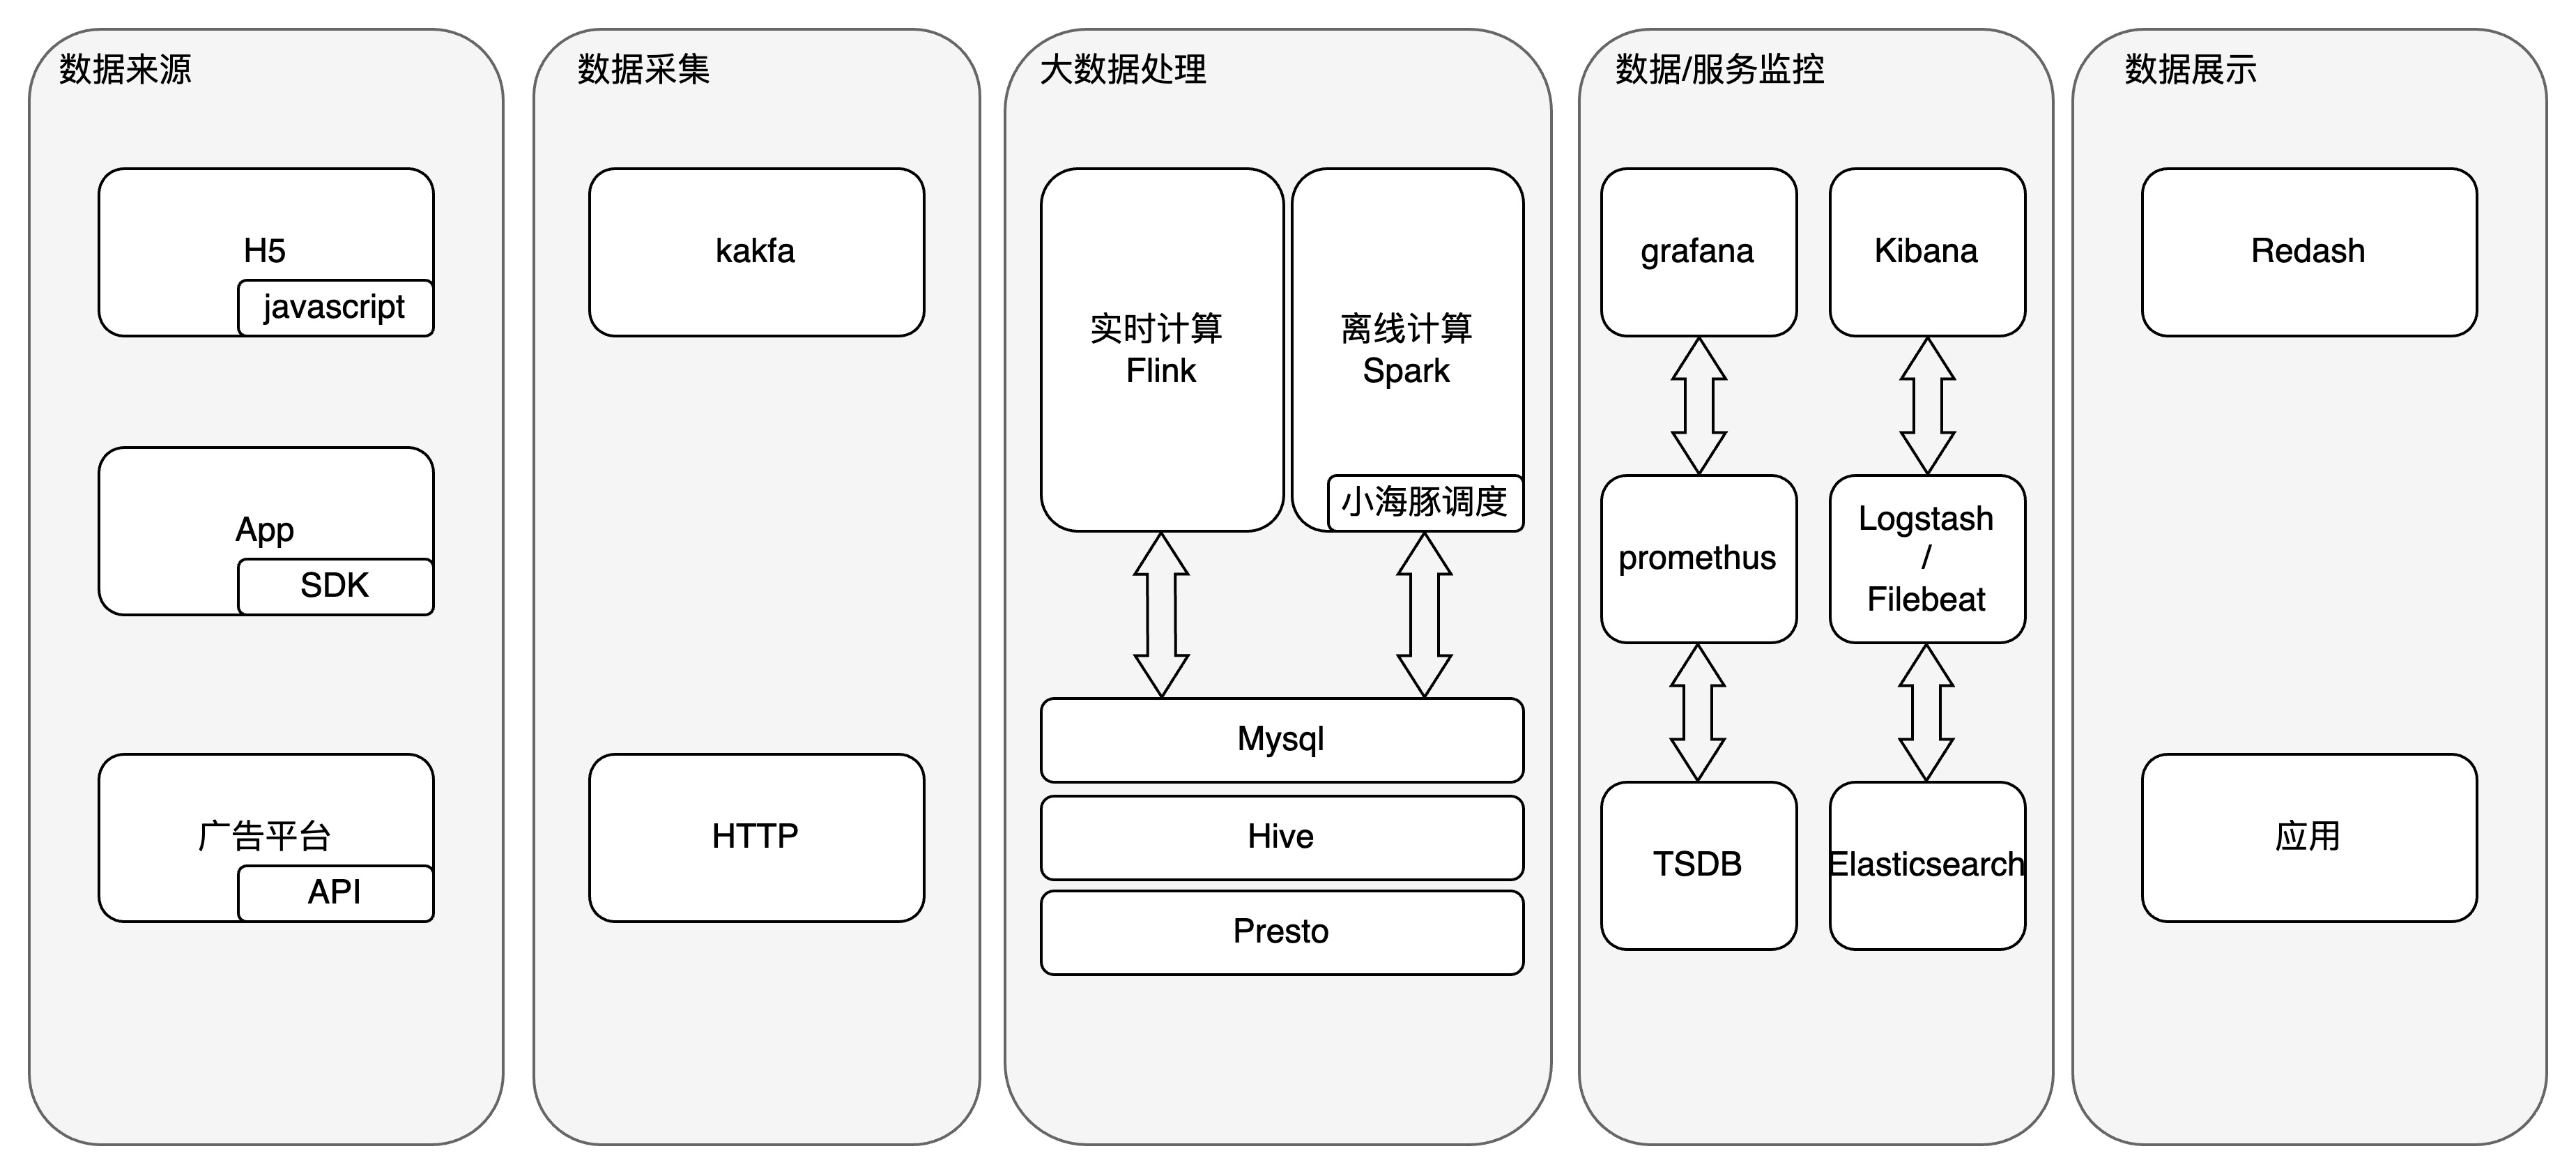 数据来源
H5
javascript
App
SDK
广告平台
API
数据采集
kakfa
HTTP
大数据处理
实时计算
Flink
离线计算
Spark
小海豚调度
Mysql
Hive
Presto
数据/服务监控
grafana
Kibana
promethus
Logstash
/
Filebeat
TSDB
Elasticsearch
数据展示
Redash
应用